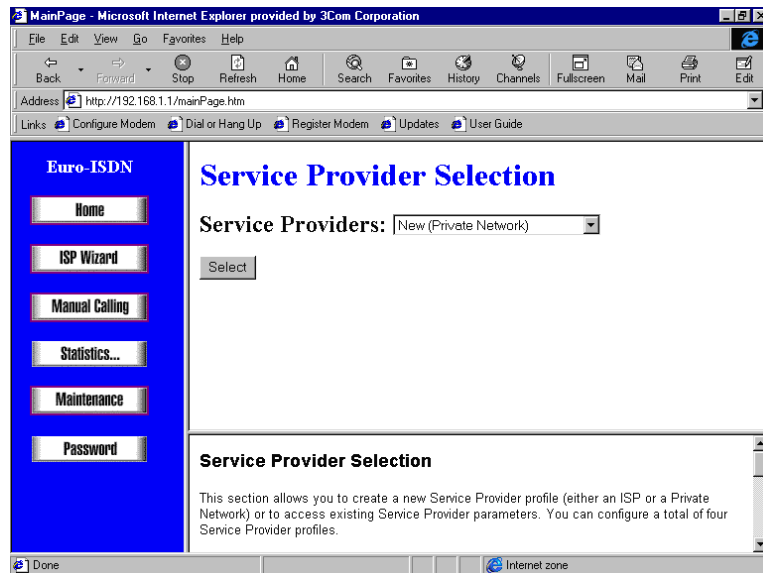 MainPage - Microsoft Internet Explorer provided by 3Com Corporation
File Edit View Go Favorites Help
Back Forward Stop Refresh Home Search Favorites History Channels Fullscreen Mail Print Edit
Address http://192.168.1.1/mainPage.htm
Links Configure Modem Dial or Hang Up Register Modem Updates User Guide
Euro-ISDN
Home
ISP Wizard
Manual Calling
Statistics...
Maintenance
Password
Service Provider Selection
Service Providers: New (Private Network)
Select
Service Provider Selection
This section allows you to create a new Service Provider profile (either an ISP or a Private
Network) or to access existing Service Provider parameters. You can configure a total of four
Service Provider profiles.
Done Internet zone